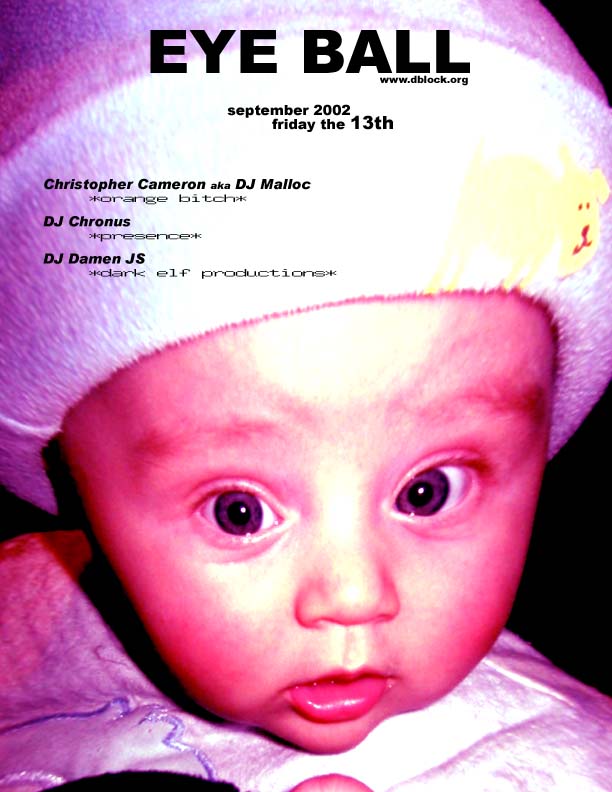 EYE BALL
www.dblock.org
september 2002
friday the 13th
Christopher Cameron aka DJ Malloc
*orange bitch*
DJ Chronus
*presence*
DJ Damen JS
*dark elf productions*